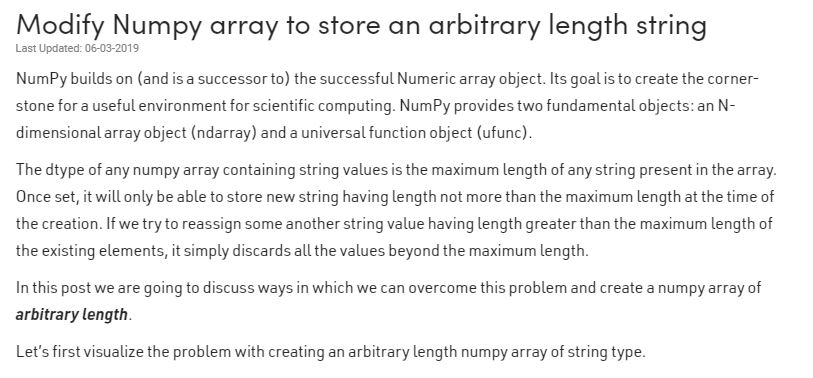 Modify Numpy array to store an arbitrary length string
Last Updated: 06-03-2019
NumPy builds on (and is a successor to) the successful Numeric array object. Its goal is to create the corner-
stone for a useful environment for scientific computing. NumPy provides two fundamental objects: an N-
dimensional array object (ndarray) and a universal function object (ufunc).
The dtype of any numpy array containing string values is the maximum length of any string present in the array.
Once set, it will only be able to store new string having length not more than the maximum length at the time of
the creation. If we try to reassign some another string value having length greater than the maximum length of
the existing elements, it simply discards all the values beyond the maximum length.
In this post we are going to discuss ways in which we can overcome this problem and create a numpy array of
arbitrary length.
Let's first visualize the problem with creating an arbitrary length numpy array of string type.